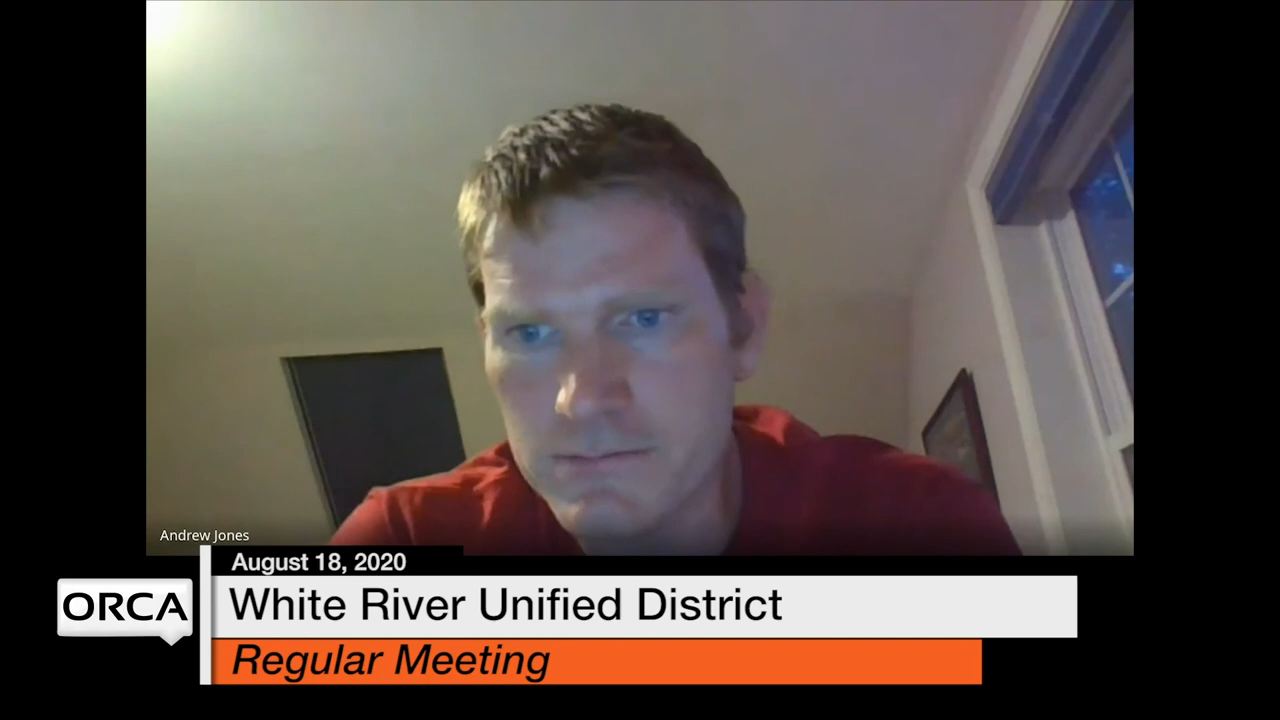 Andrew Jones
August 18, 2020
ORCA
White River Unified District
Regular Meeting